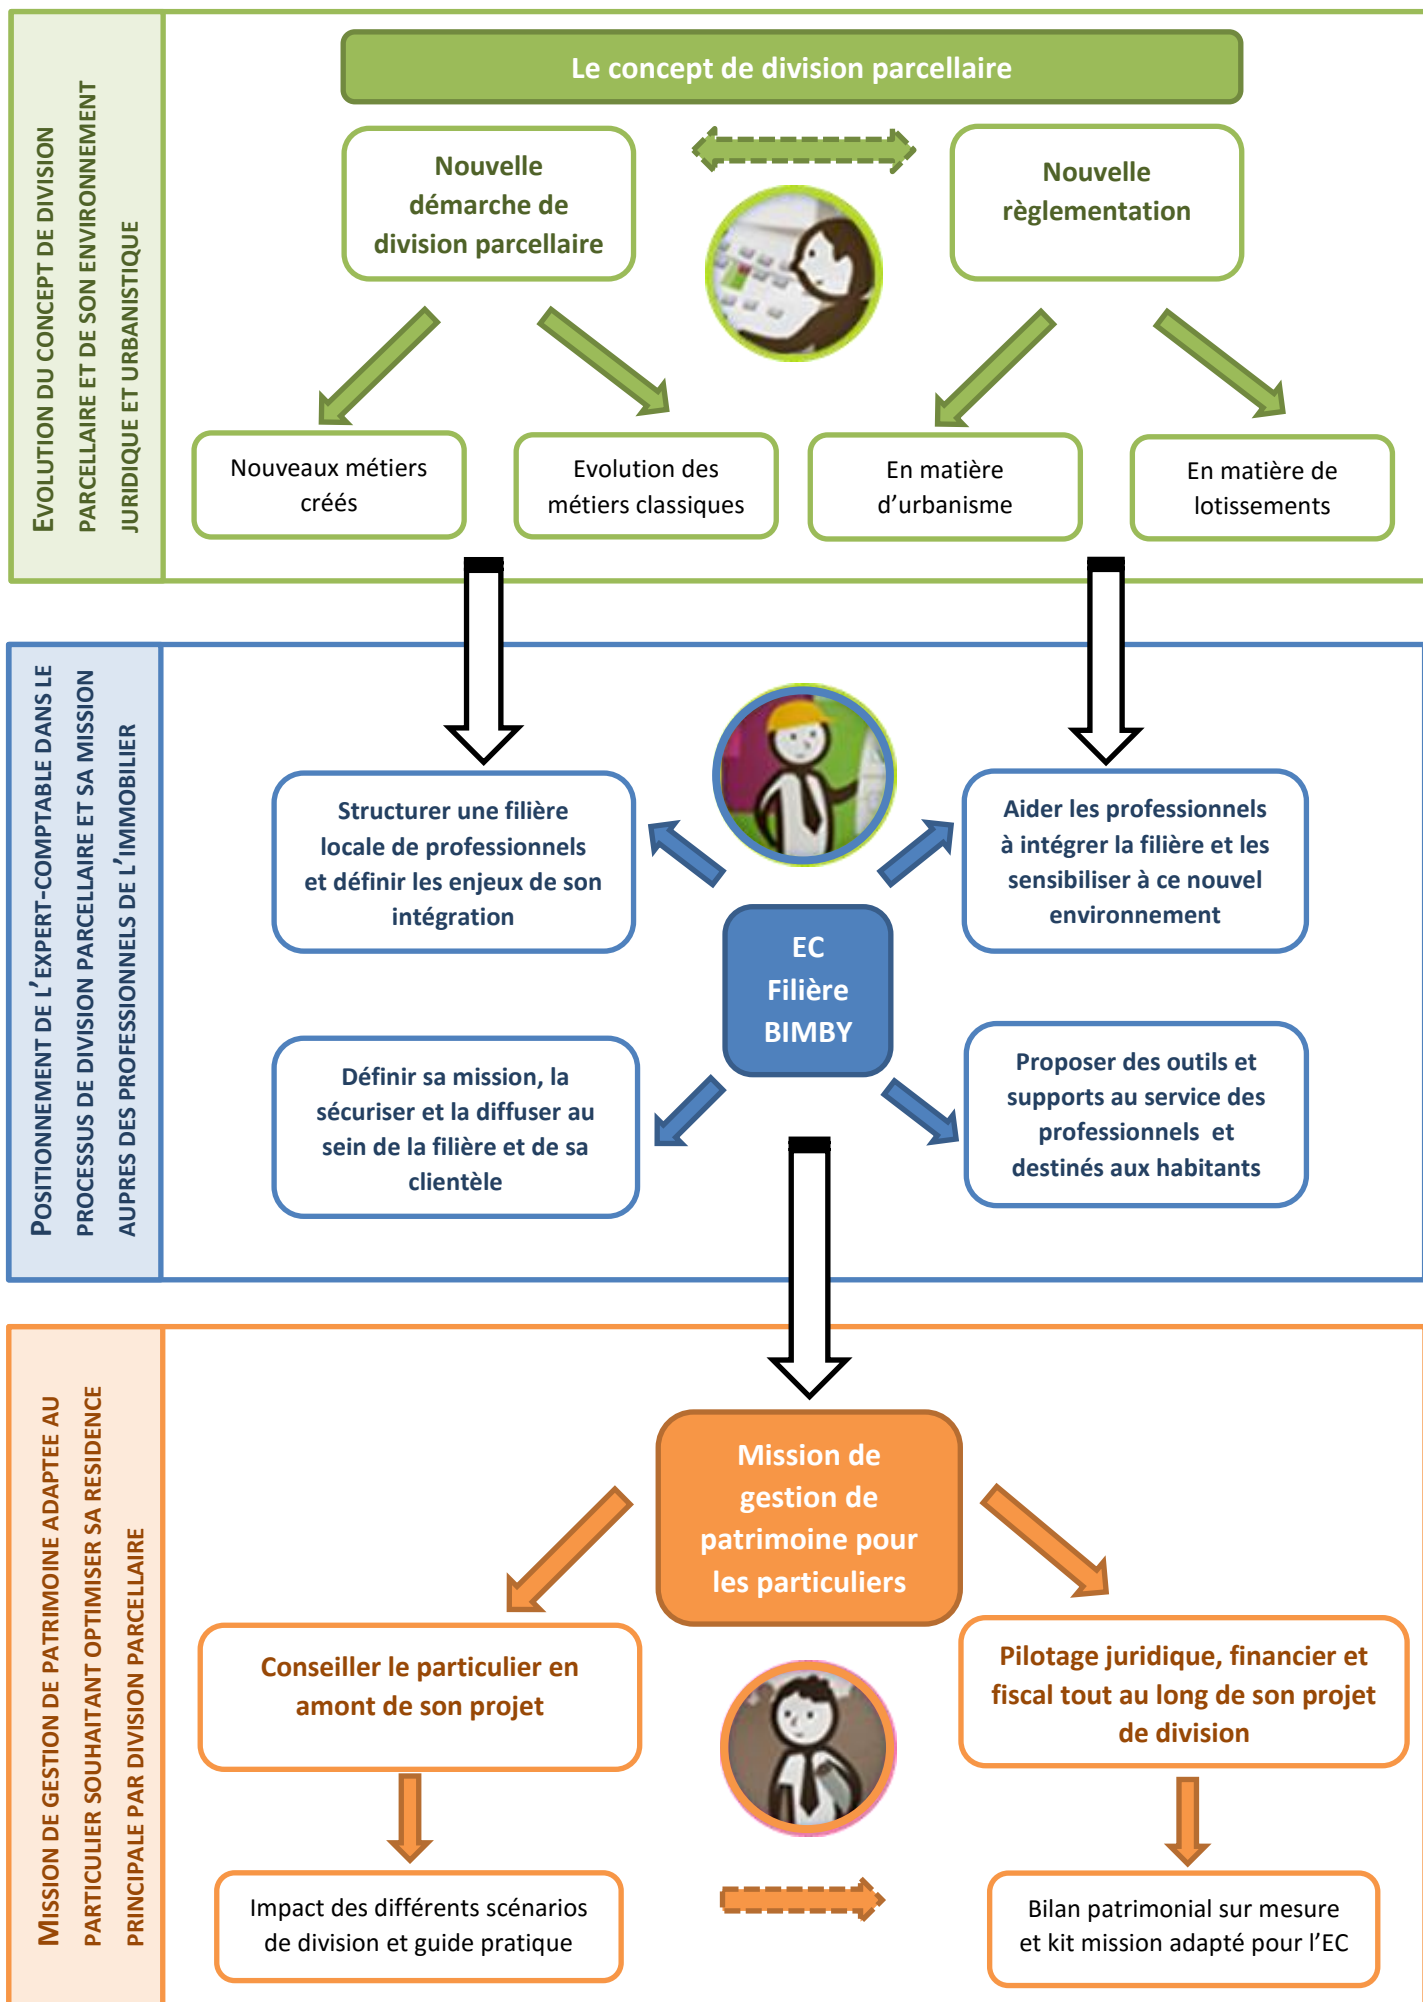 EVOLUTION DU CONCEPT DE DIVISION
PARCELLAIRE ET DE SON ENVIRONNEMENT
JURIDIQUE ET URBANISTIQUE
Le concept de division parcellaire
Nouvelle
démarche de
division parcellaire
Nouvelle
règlementation
Nouveaux métiers
créés
Evolution des
métiers classiques
En matière
d’urbanisme
En matière de
lotissements
POSITIONNEMENT DE L’EXPERT-COMPTABLE DANS LE
PROCESSUS DE DIVISION PARCELLAIRE ET SA MISSION
AUPRES DES PROFESSIONNELS DE L’IMMOBILIER
Structurer une filière
locale de professionnels
et définir les enjeux de son
intégration
Aider les professionnels
à intégrer la filière et les
sensibiliser à ce nouvel
environnement
EC
Filière
BIMBY
Définir sa mission, la
sécuriser et la diffuser au
sein de la filière et de sa
clientèle
Proposer des outils et
supports au service des
professionnels et
destinés aux habitants
MISSION DE GESTION DE PATRIMOINE ADAPTEE AU
PARTICULIER SOUHAITANT OPTIMISER SA RESIDENCE
PRINCIPALE PAR DIVISION PARCELLAIRE
Mission de
gestion de
patrimoine pour
les particuliers
Conseiller le particulier en
amont de son projet
Pilotage juridique, financier et
fiscal tout au long de son projet
de division
Impact des différents scénarios
de division et guide pratique
Bilan patrimonial sur mesure
et kit mission adapté pour l’EC